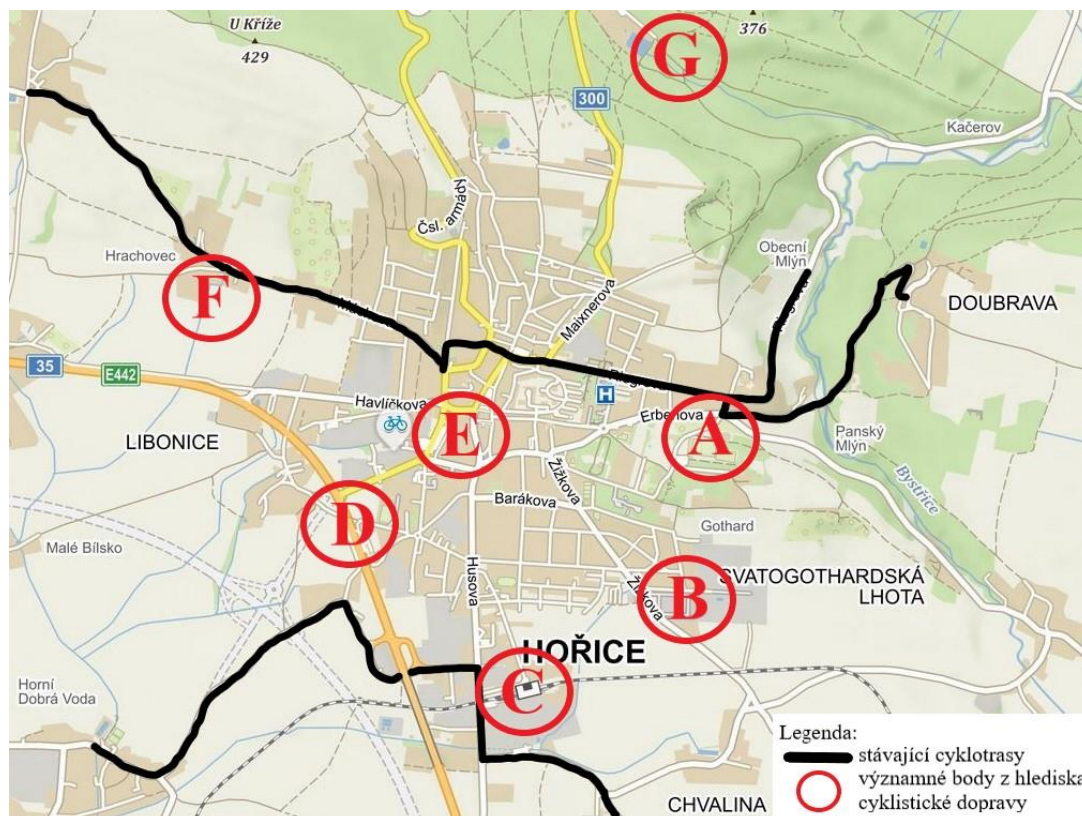 U Kříže
429
G
376
300
Kačerov
Čsl. armády
Obecní
Mlýn
Hrachovec
F
Maixnerova
DOUBRAVA
35
E442
H
Havlíčkova
Erbenova
A
E
LIBONICE
Panský
Mlýn
Žižkova
Bystřice
Barákova
D
Gothard
Malé Bílsko
Husova
B
Žižkova
SVATOGOTHARDSKÁ
LHOTA
HOŘICE
Horní
Dobrá Voda
C
Legenda:
stávající cyklotrasy
významné body z hlediska
cyklistické dopravy
CHVALINA